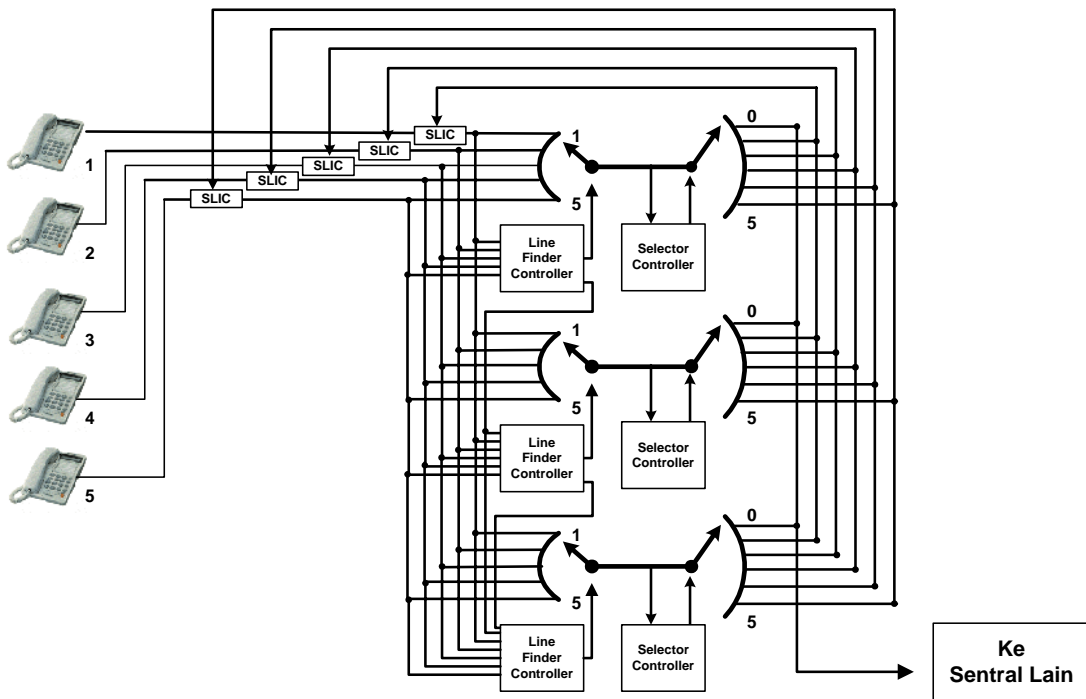 SLIC
SLIC
SLIC
SLIC
SLIC
1
2
3
4
5
1
5
0
5
Line
Finder
Controller
Selector
Controller
1
5
0
5
Line
Finder
Controller
Selector
Controller
1
5
0
5
Line
Finder
Controller
Selector
Controller
Ke
Sentral Lain